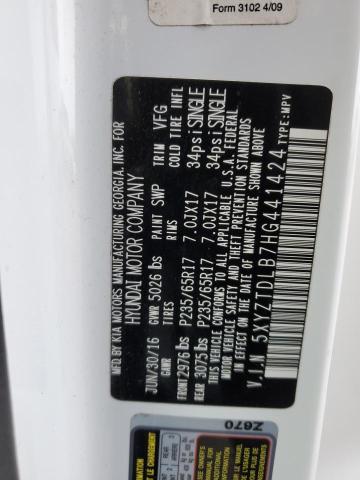 Form 3102 4/09
MFD BY KIA MOTORS MANUFACTURING GEORGIA, INC. FOR
HYUNDAI MOTOR COMPANY
JUN/30/16 GVWR 5026 lbs PAINT SWP TRIM VFG
GAWR TIRES RIMS COLD TIRE INFL
FRONT 2976 lbs P235/65R17 7.0JX17 34psi SINGLE
REAR 3075 lbs P235/65R17 7.0JX17 34psi SINGLE
THIS VEHICLE CONFORMS TO ALL APPLICABLE U.S.A. FEDERAL
MOTOR VEHICLE SAFETY, BUMPER, AND THEFT PREVENTION STANDARDS
IN EFFECT ON THE DATE OF MANUFACTURE SHOWN ABOVE.
V.I.N 5XYZTDLB7HG441424 TYPE:MPV
Z670